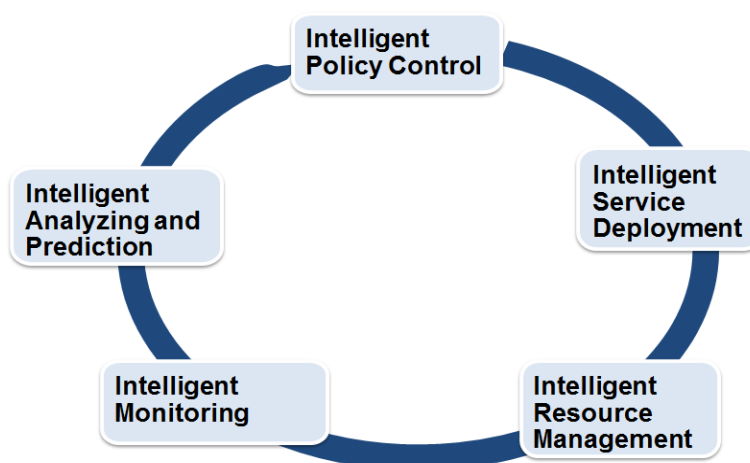 Intelligent
Policy Control
Intelligent
Service
Deployment
Intelligent
Resource
Management
Intelligent
Monitoring
Intelligent
Analyzing and
Prediction